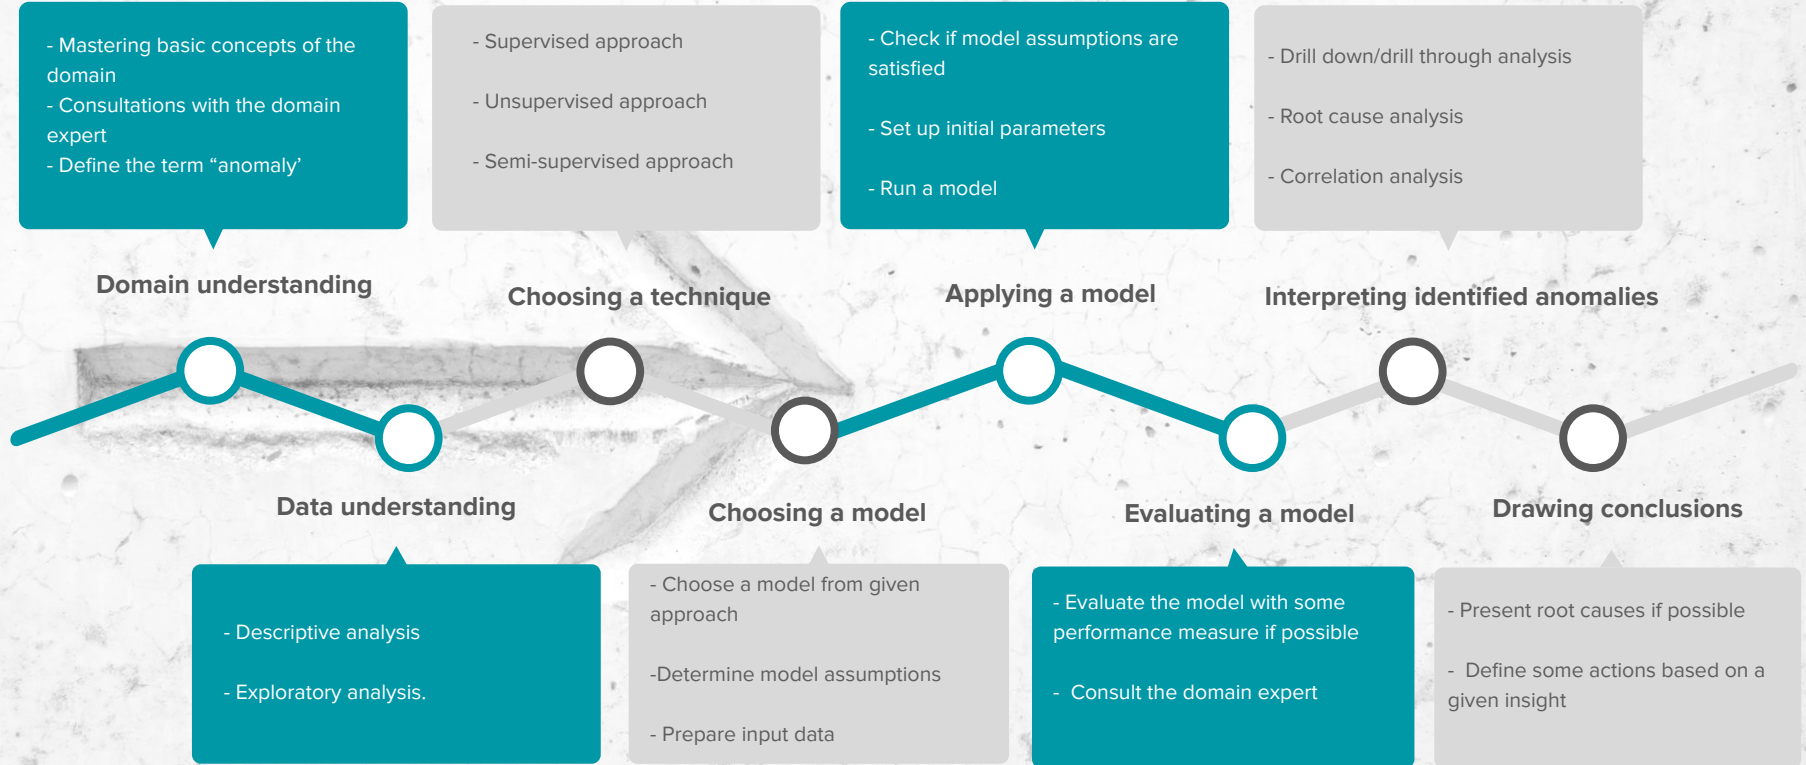 - Mastering basic concepts of the
domain
- Consultations with the domain
expert
- Define the term “anomaly’
Domain understanding
- Descriptive analysis
- Exploratory analysis.
Data understanding
- Supervised approach
- Unsupervised approach
- Semi-supervised approach
Choosing a technique
Choosing a model
- Choose a model from given
approach
-Determine model assumptions
- Prepare input data
- Check if model assumptions are
satisfied
- Set up initial parameters
- Run a model
Applying a model
Evaluating a model
- Evaluate the model with some
performance measure if possible
- Consult the domain expert
- Drill down/drill through analysis
- Root cause analysis
- Correlation analysis
Interpreting identified anomalies
Drawing conclusions
- Present root causes if possible
- Define some actions based on a
given insight